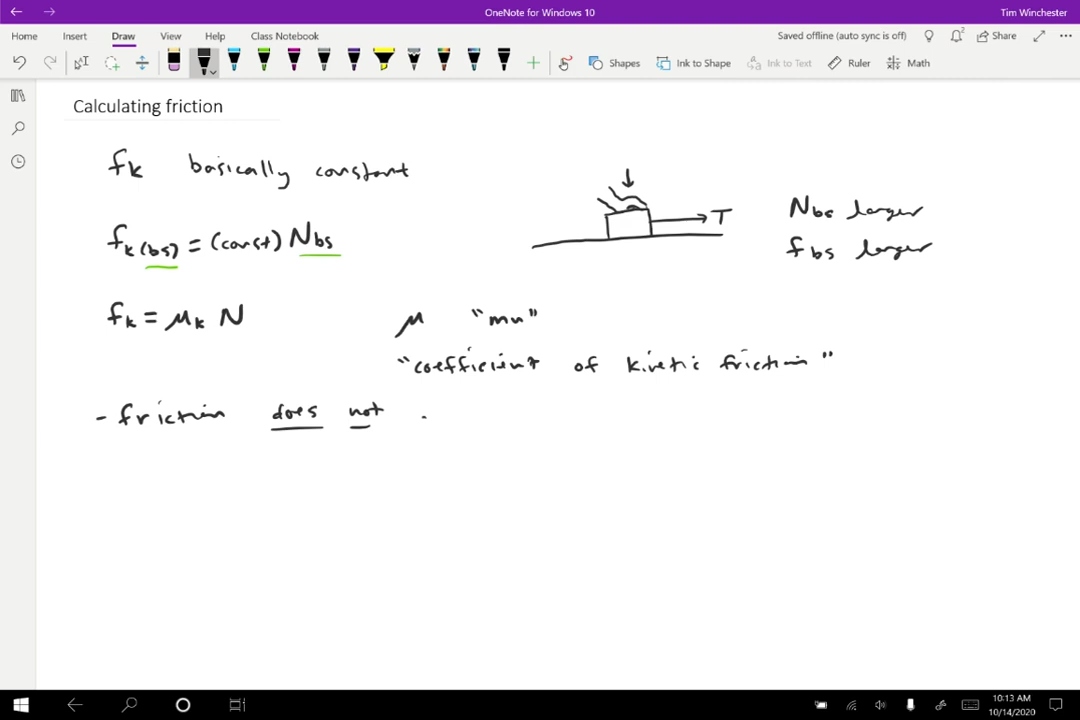 OneNote for Windows 10
Tim Winchester
Home Insert Draw View Help Class Notebook
Saved offline (auto sync is off) Share
Shapes Ink to Shape Ink to Text Ruler Math
Calculating friction
fk basically constant
fk(bs) = (const) Nbs
T
Nbs larger
fbs larger
fk = μk N
μ "mu"
"coefficient of kinetic friction"
- friction does not
10:13 AM
10/14/2020